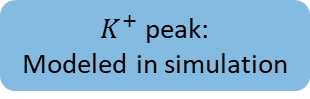 K⁺ peak:
Modeled in simulation